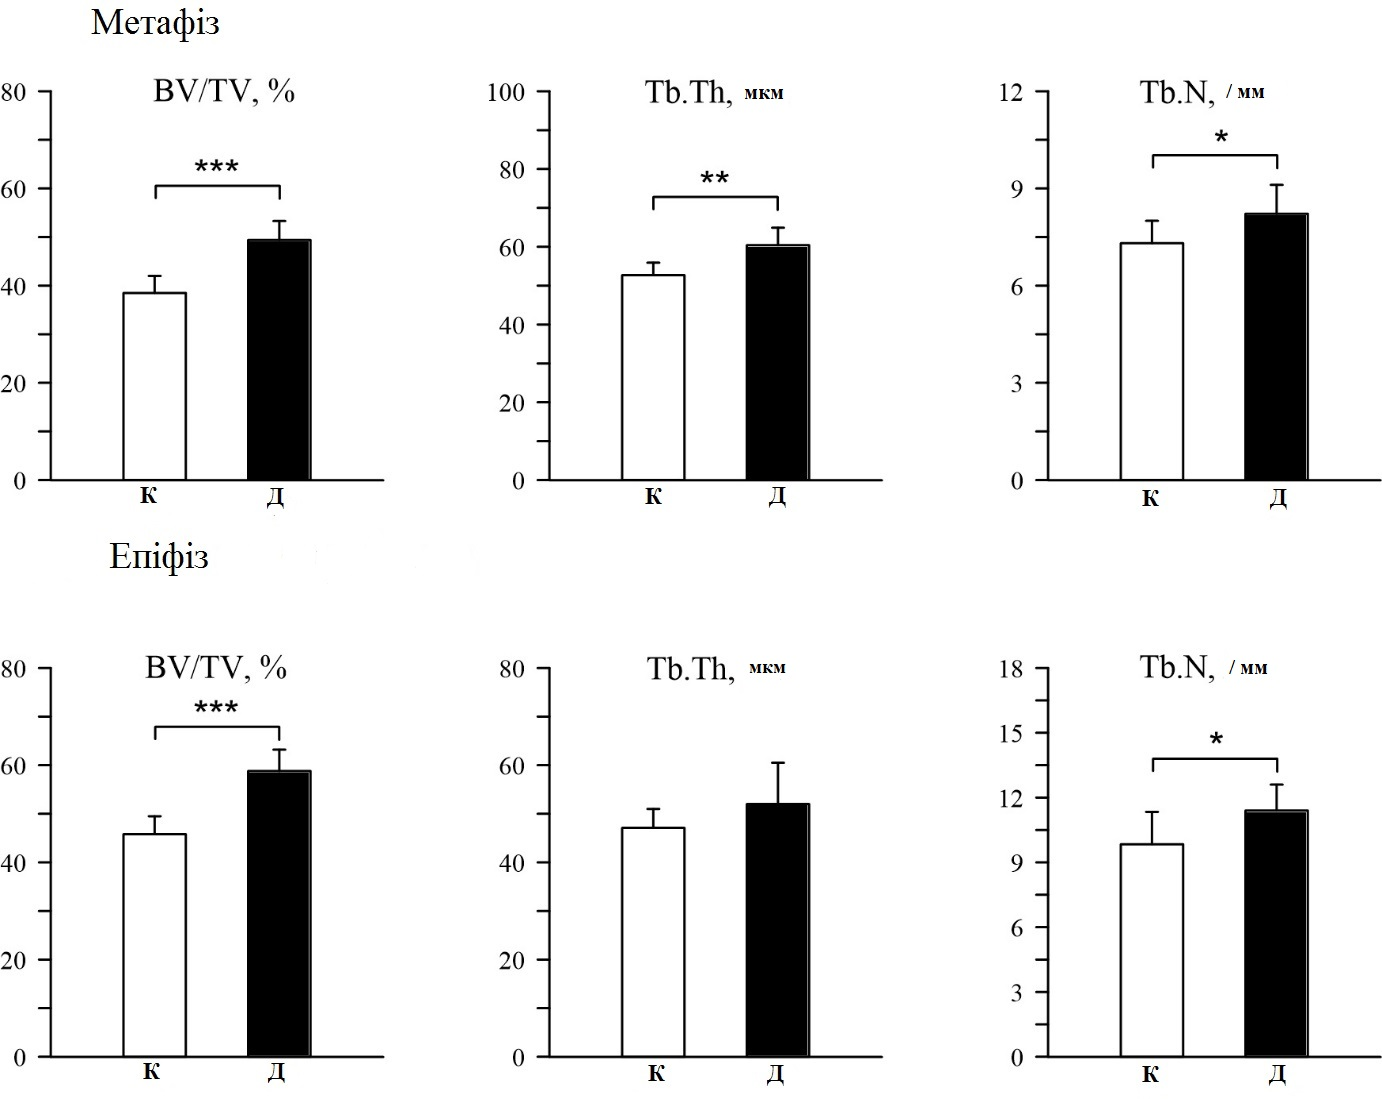 Метафіз
BV/TV, %
80
60
40
20
0
***
К Д
Tb.Th, мкм
100
80
60
40
20
0
**
К Д
Tb.N, / мм
12
9
6
3
0
*
К Д
Епіфіз
BV/TV, %
80
60
40
20
0
***
К Д
Tb.Th, мкм
80
60
40
20
0
К Д
Tb.N, / мм
18
15
12
9
6
3
0
*
К Д